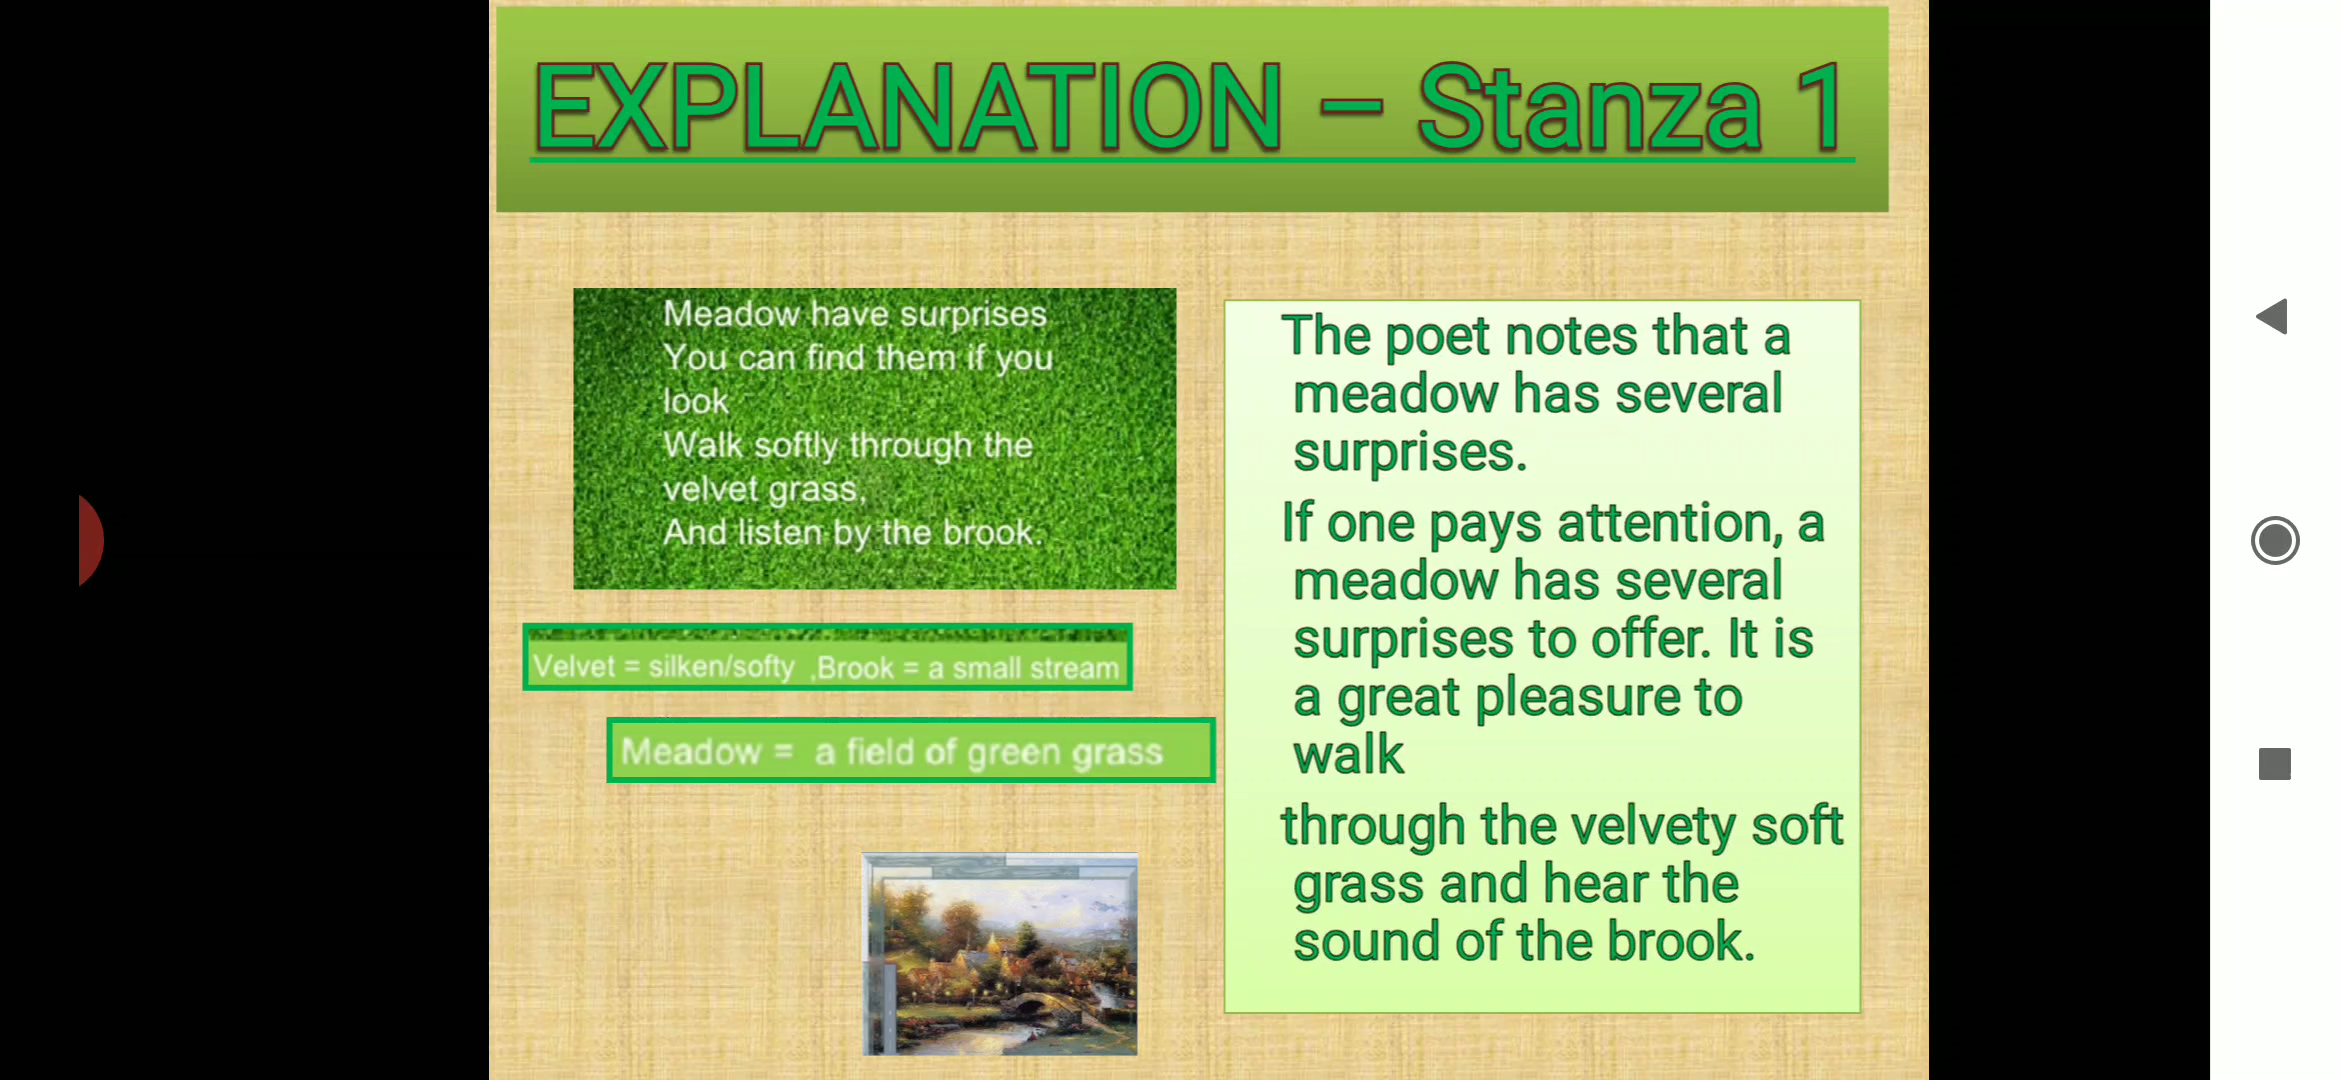 EXPLANATION – Stanza 1
Meadow have surprises
You can find them if you
look
Walk softly through the
velvet grass,
And listen by the brook.
Velvet = silken/softy ,Brook = a small stream
Meadow = a field of green grass
The poet notes that a
meadow has several
surprises.
If one pays attention, a
meadow has several
surprises to offer. It is
a great pleasure to
walk
through the velvety soft
grass and hear the
sound of the brook.